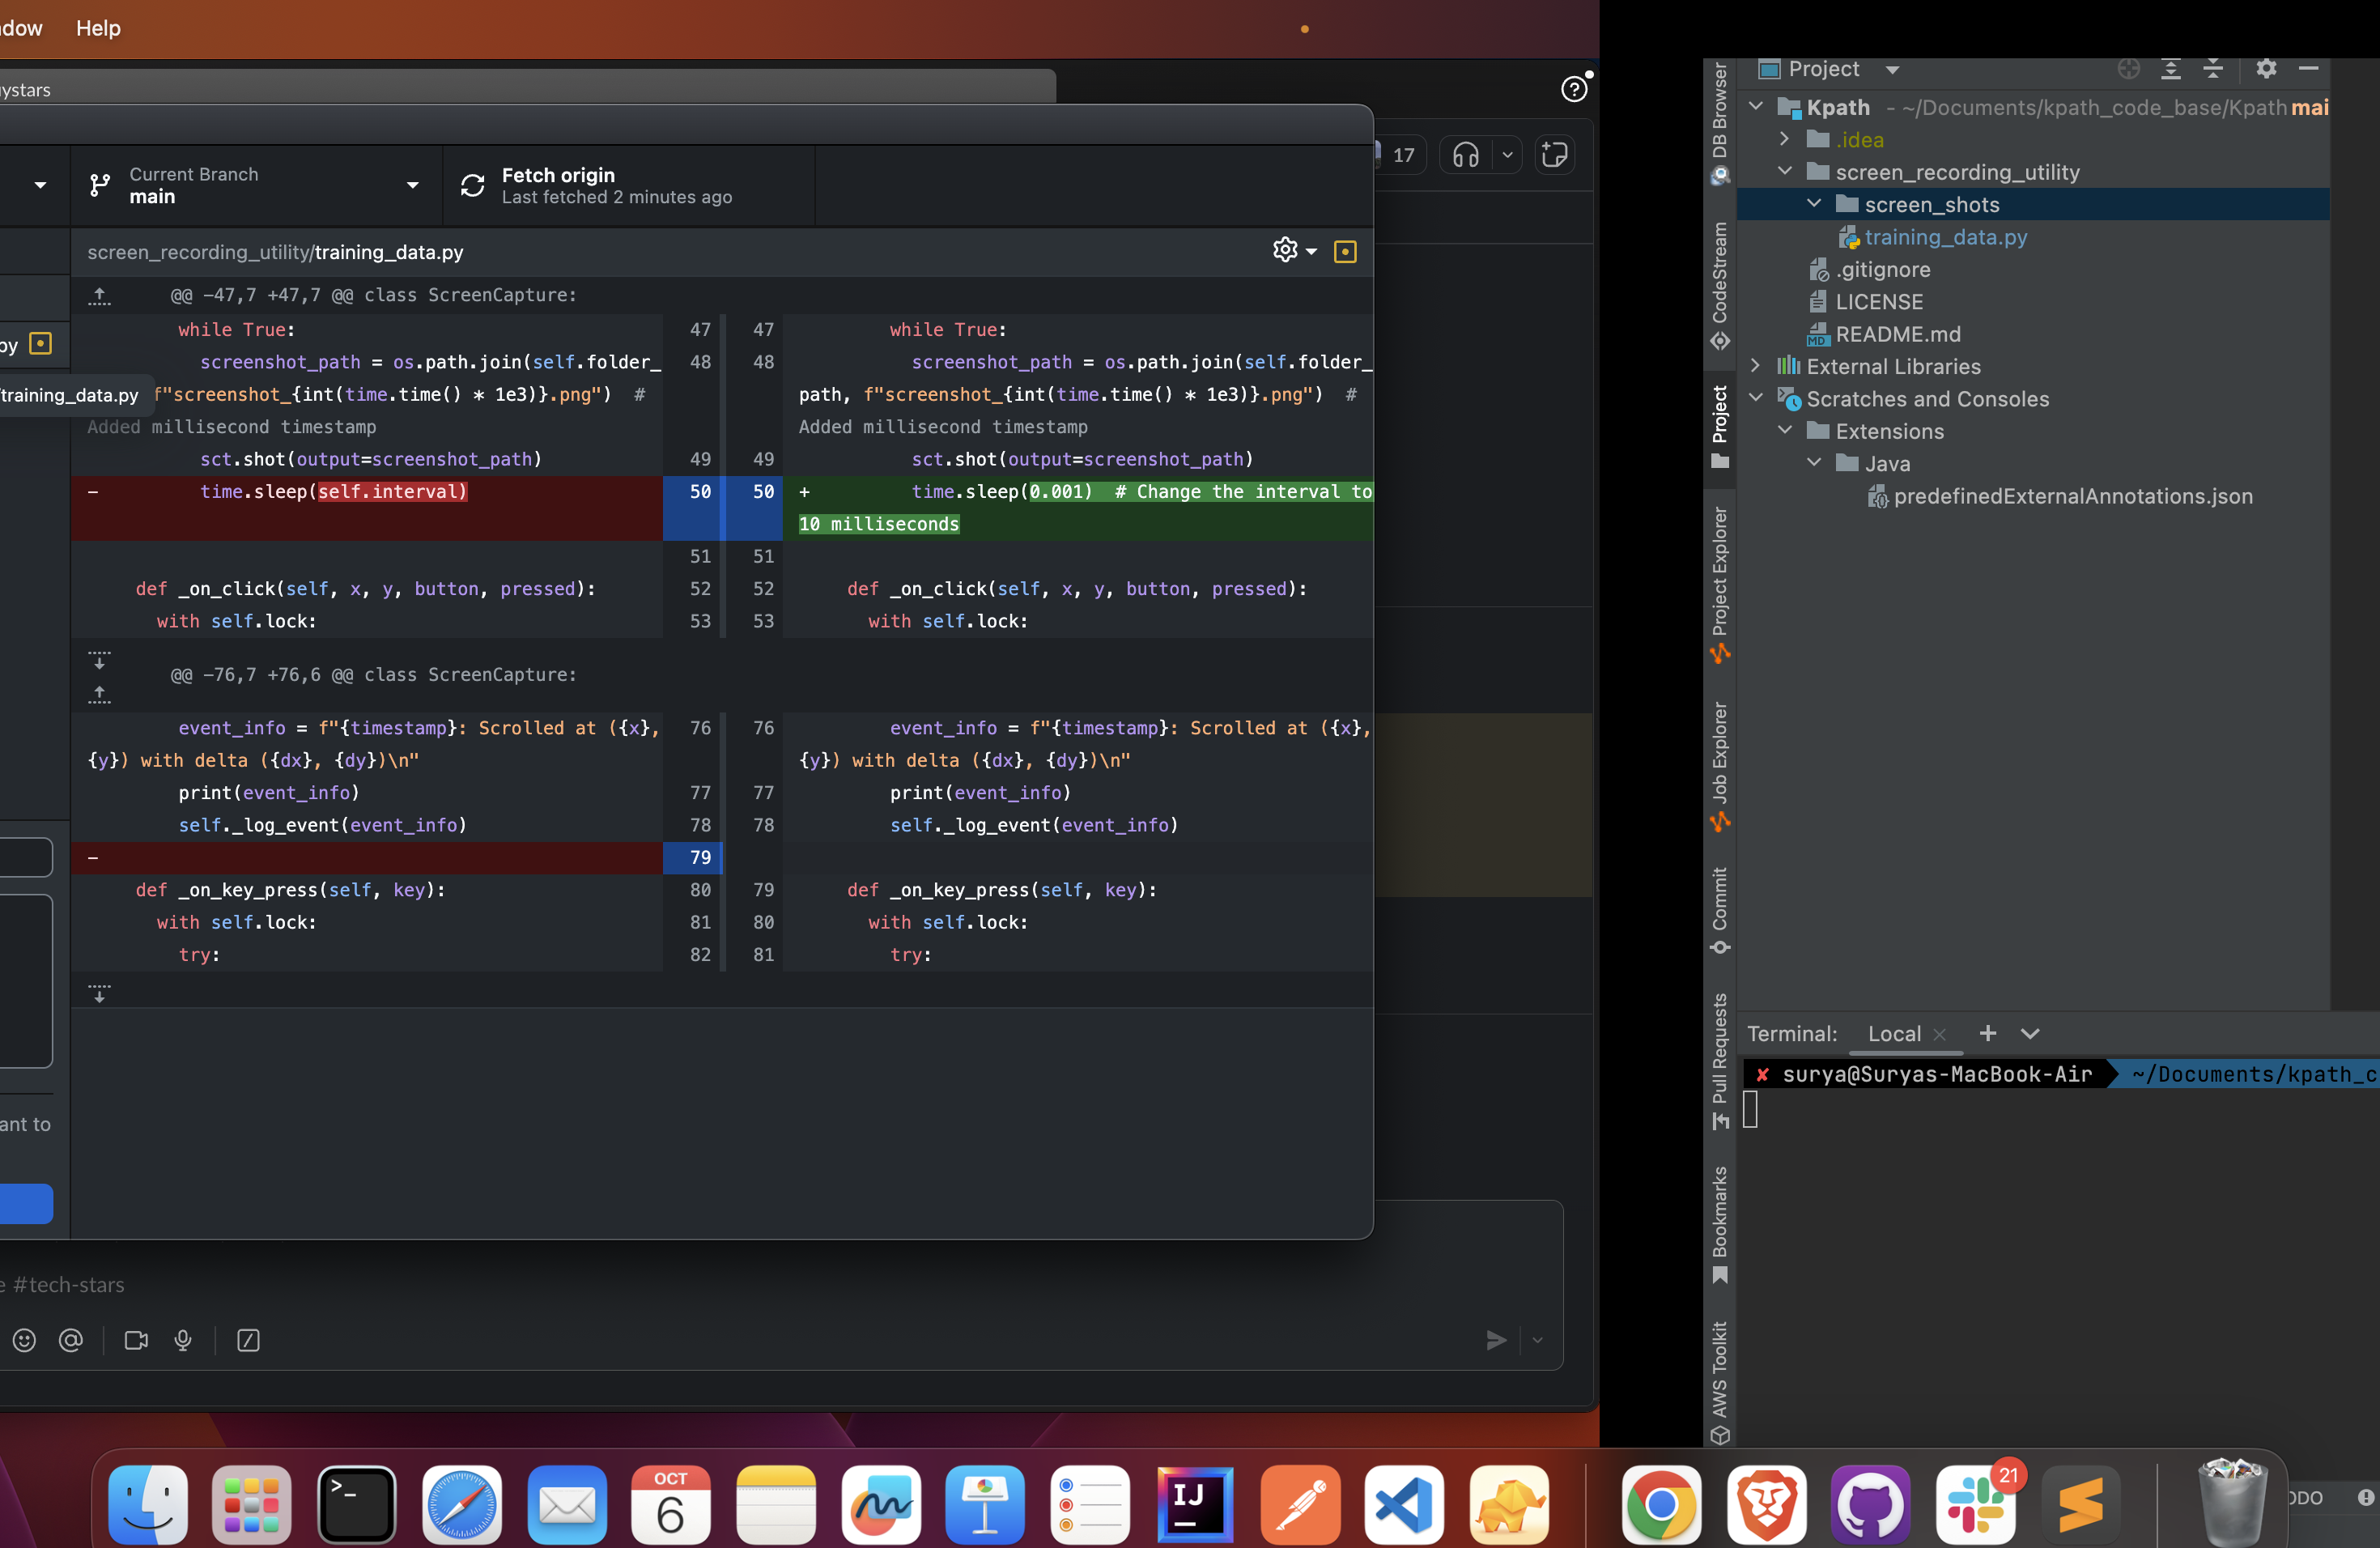 dow Help
ystars
17
Current Branch
main
Fetch origin
Last fetched 2 minutes ago
screen_recording_utility/training_data.py
py
training_data.py
@@ -47,7 +47,7 @@ class ScreenCapture:
while True: 47
screenshot_path = os.path.join(self.folder_ 48
f"screenshot_{int(time.time() * 1e3)}.png") #
Added millisecond timestamp
sct.shot(output=screenshot_path) 49
- time.sleep(self.interval) 50
51
def _on_click(self, x, y, button, pressed): 52
with self.lock: 53
47 while True:
48 screenshot_path = os.path.join(self.folder_
path, f"screenshot_{int(time.time() * 1e3)}.png") #
Added millisecond timestamp
49 sct.shot(output=screenshot_path)
50 + time.sleep(0.001) # Change the interval to
10 milliseconds
51
52 def _on_click(self, x, y, button, pressed):
53 with self.lock:
@@ -76,7 +76,6 @@ class ScreenCapture:
event_info = f"{timestamp}: Scrolled at ({x}, 76
{y}) with delta ({dx}, {dy})\n"
print(event_info) 77
self._log_event(event_info) 78
- 79
def _on_key_press(self, key): 80
with self.lock: 81
try: 82
76 event_info = f"{timestamp}: Scrolled at ({x},
{y}) with delta ({dx}, {dy})\n"
77 print(event_info)
78 self._log_event(event_info)
79 def _on_key_press(self, key):
80 with self.lock:
81 try:
ant to
e #tech-stars
DB Browser
CodeStream
Project
Project Explorer
Job Explorer
Commit
Pull Requests
Bookmarks
AWS Toolkit
Project
Kpath - ~/Documents/kpath_code_base/Kpath mai
.idea
screen_recording_utility
screen_shots
training_data.py
.gitignore
LICENSE
README.md
External Libraries
Scratches and Consoles
Extensions
Java
predefinedExternalAnnotations.json
Terminal: Local
✘ surya@Suryas-MacBook-Air ~/Documents/kpath_c
OCT
6
IJ
21
ODO